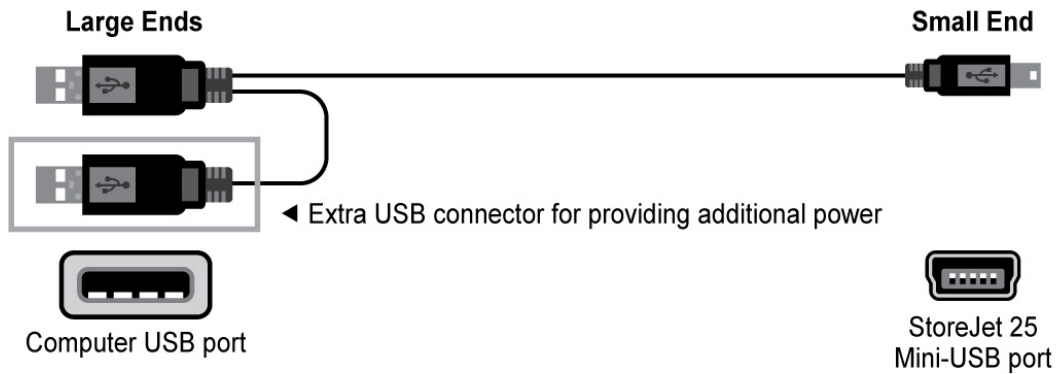 Large Ends
Small End
◄ Extra USB connector for providing additional power
Computer USB port
StoreJet 25
Mini-USB port